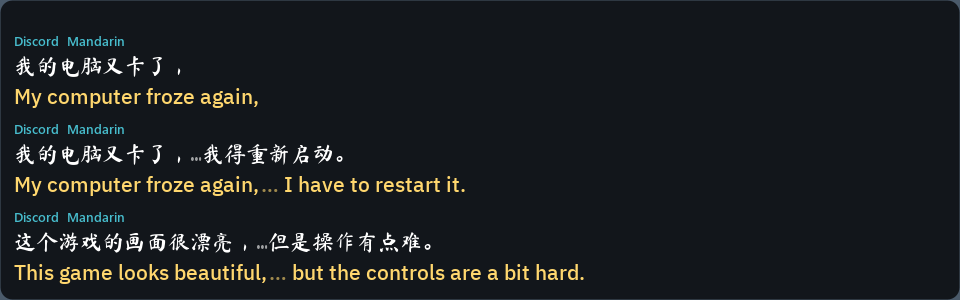 Discord Mandarin
我的电脑又卡了，
My computer froze again,
Discord Mandarin
我的电脑又卡了，…我得重新启动。
My computer froze again,… I have to restart it.
Discord Mandarin
这个游戏的画面很漂亮，…但是操作有点难。
This game looks beautiful,… but the controls are a bit hard.